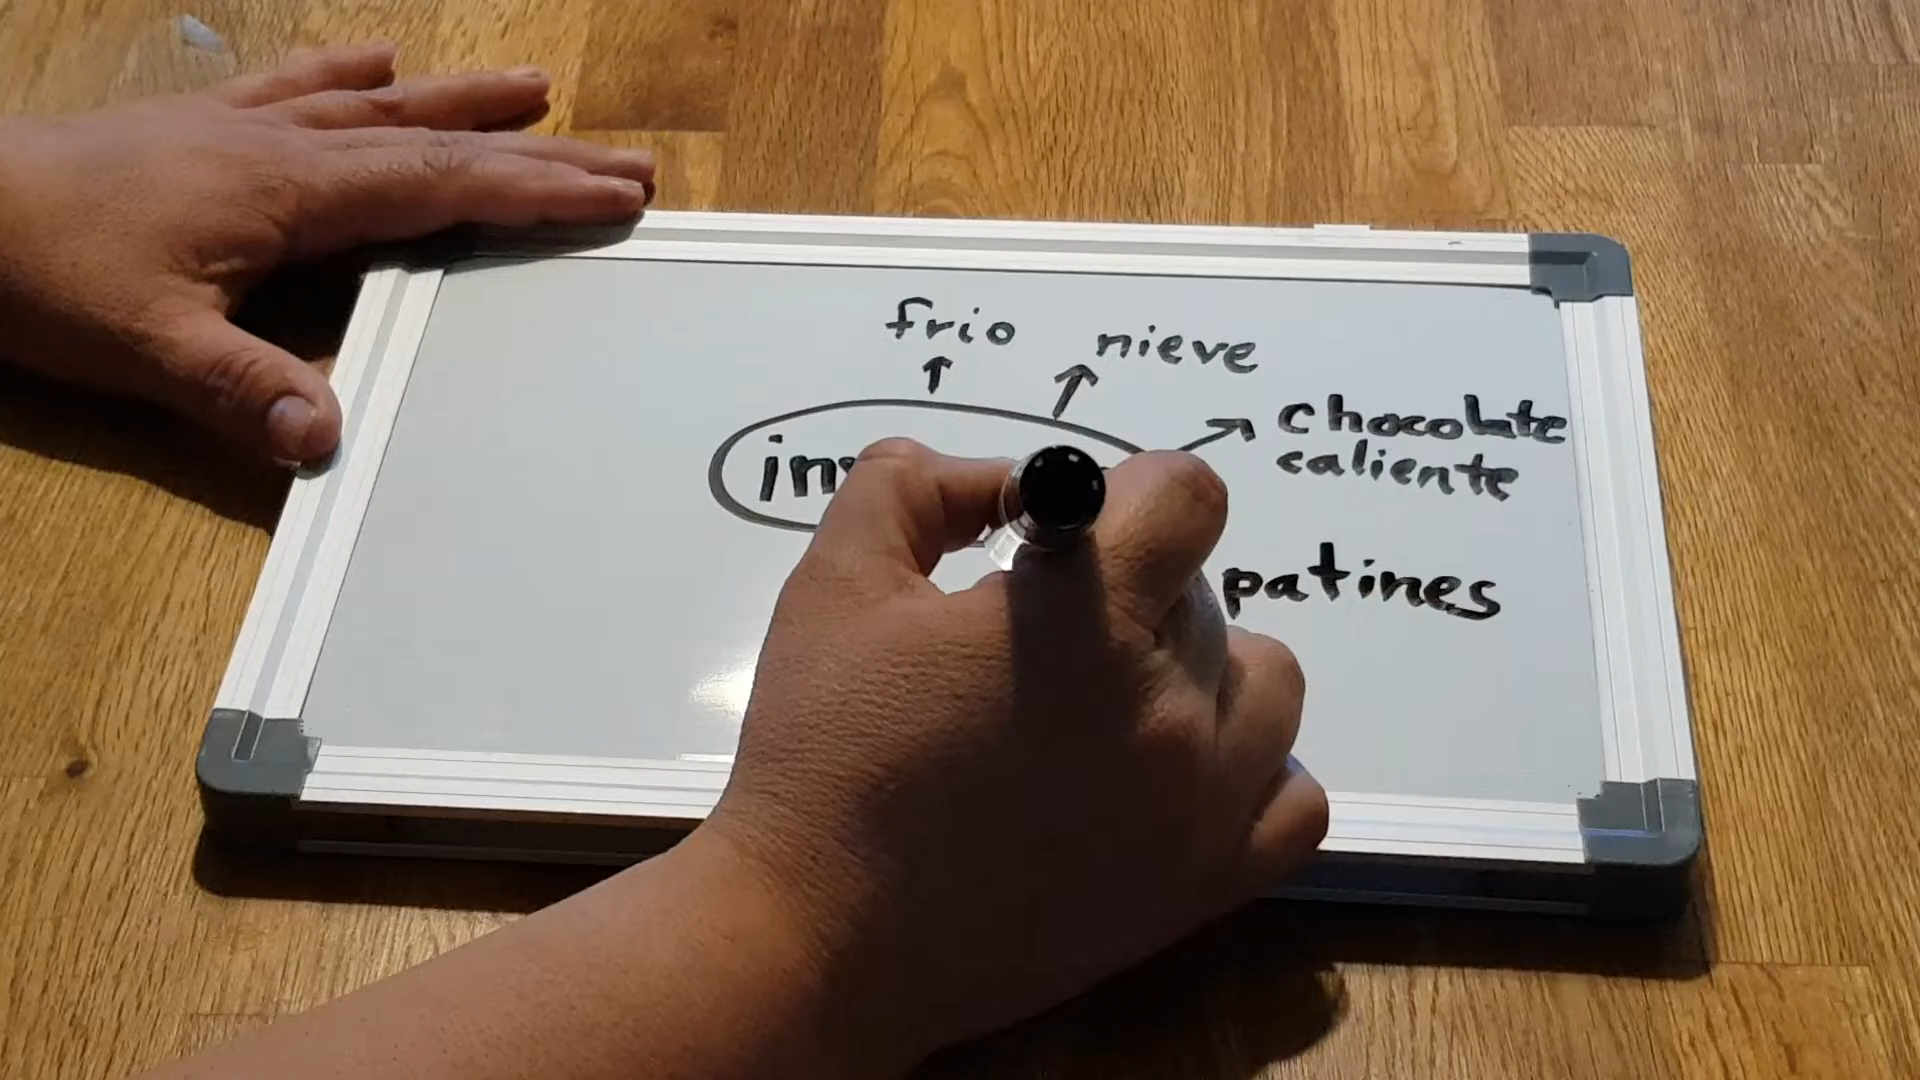 frio
nieve
chocolate
caliente
patines